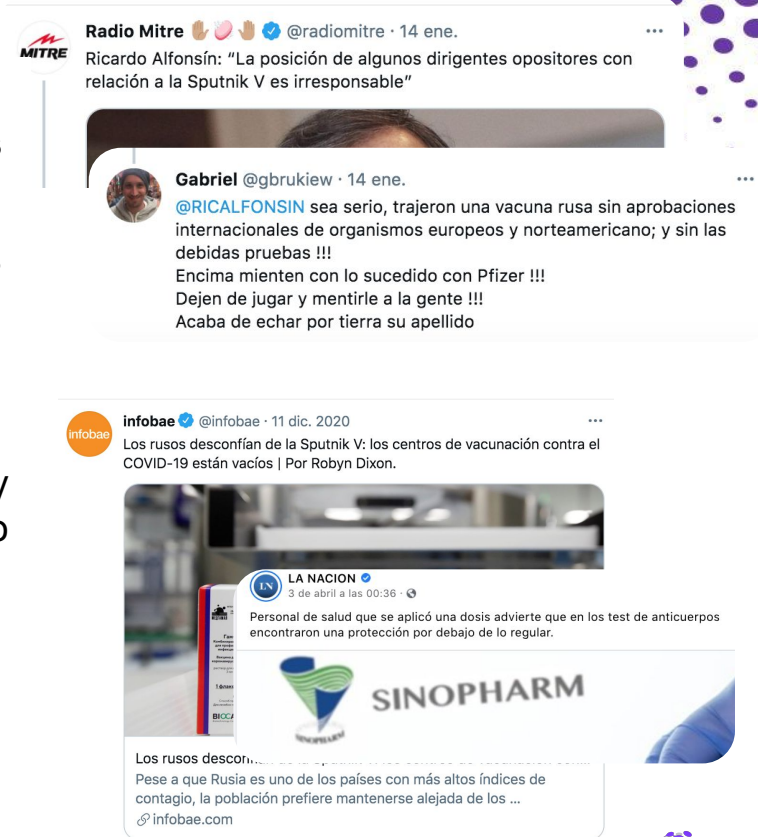 Radio Mitre @radiomitre · 14 ene.
MITRE
Ricardo Alfonsín: “La posición de algunos dirigentes opositores con
relación a la Sputnik V es irresponsable”
Gabriel @gbrukiew · 14 ene.
@RICALFONSIN sea serio, trajeron una vacuna rusa sin aprobaciones
internacionales de organismos europeos y norteamericano; y sin las
debidas pruebas !!!
Encima mienten con lo sucedido con Pfizer !!!
Dejen de jugar y mentirle a la gente !!!
Acaba de echar por tierra su apellido
infobae @infobae · 11 dic. 2020
infobae
Los rusos desconfían de la Sputnik V: los centros de vacunación contra el
COVID-19 están vacíos | Por Robyn Dixon.
LN
LA NACION
3 de abril a las 00:36 ·
Personal de salud que se aplicó una dosis advierte que en los test de anticuerpos
encontraron una protección por debajo de lo regular.
SINOPHARM
SINOPHARM
Los rusos
Pese a que Rusia es uno de los países con más altos índices de
contagio, la población prefiere mantenerse alejada de los ...
infobae.com